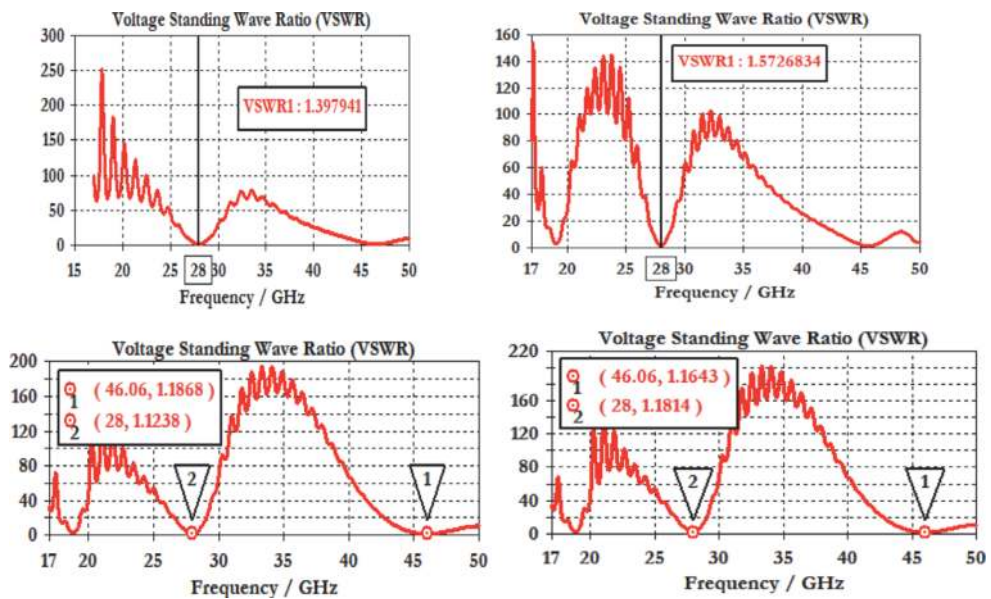 Voltage Standing Wave Ratio (VSWR)
300
250
200
150
100
50
0
VSWR1 : 1.397941
15 20 25 28 30 35 40 45 50
Frequency / GHz
Voltage Standing Wave Ratio (VSWR)
160
140
120
100
80
60
40
20
0
VSWR1 : 1.5726834
17 20 25 28 30 35 40 45 50
Frequency / GHz
Voltage Standing Wave Ratio (VSWR)
200
160
120
80
40
0
1 ( 46.06, 1.1868 )
2 ( 28, 1.1238 )
2
1
17 20 25 30 35 40 45 50
Frequency / GHz
Voltage Standing Wave Ratio (VSWR)
220
200
160
120
80
40
0
1 ( 46.06, 1.1643 )
2 ( 28, 1.1814 )
2
1
17 20 25 30 35 40 45 50
Frequency / GHz